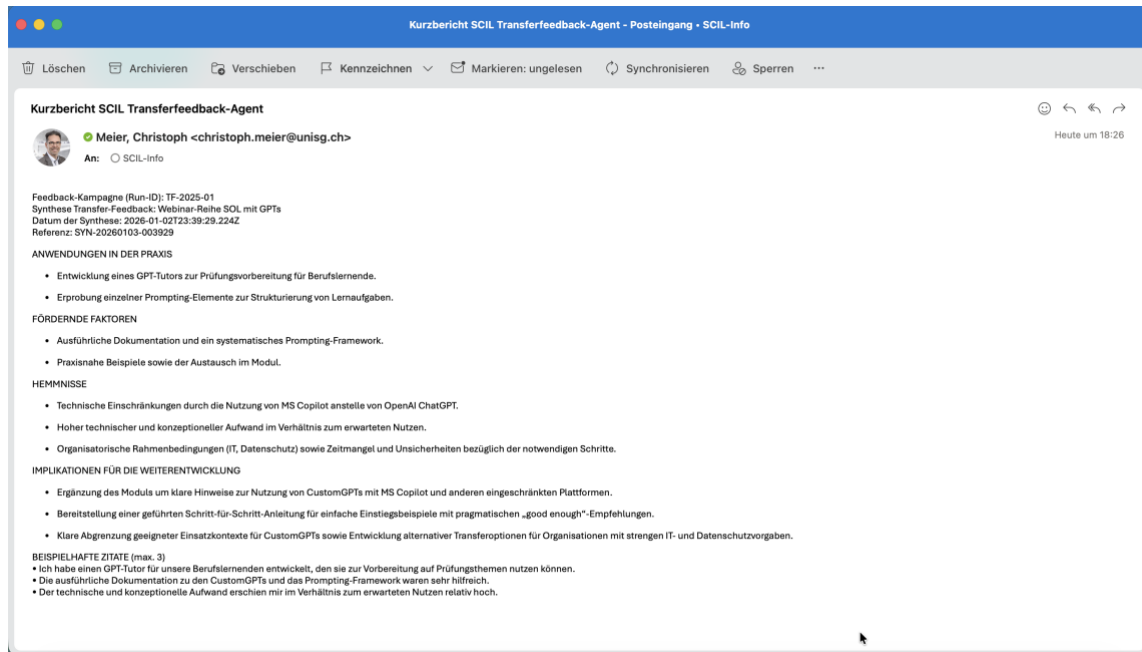 Kurzbericht SCIL Transferfeedback-Agent - Posteingang • SCIL-Info
Löschen Archivieren Verschieben Kennzeichnen Markieren: ungelesen Synchronisieren Sperren ...
Kurzbericht SCIL Transferfeedback-Agent
Meier, Christoph <christoph.meier@unisg.ch>
Heute um 18:26
An: SCIL-Info
Feedback-Kampagne (Run-ID): TF-2025-01
Synthese Transfer-Feedback: Webinar-Reihe SOL mit GPTs
Datum der Synthese: 2026-01-02T23:39:29.224Z
Referenz: SYN-20260103-003929
ANWENDUNGEN IN DER PRAXIS
• Entwicklung eines GPT-Tutors zur Prüfungsvorbereitung für Berufslernende.
• Erprobung einzelner Prompting-Elemente zur Strukturierung von Lernaufgaben.
FÖRDERNDE FAKTOREN
• Ausführliche Dokumentation und ein systematisches Prompting-Framework.
• Praxisnahe Beispiele sowie der Austausch im Modul.
HEMMNISSE
• Technische Einschränkungen durch die Nutzung von MS Copilot anstelle von OpenAI ChatGPT.
• Hoher technischer und konzeptioneller Aufwand im Verhältnis zum erwarteten Nutzen.
• Organisatorische Rahmenbedingungen (IT, Datenschutz) sowie Zeitmangel und Unsicherheiten bezüglich der notwendigen Schritte.
IMPLIKATIONEN FÜR DIE WEITERENTWICKLUNG
• Ergänzung des Moduls um klare Hinweise zur Nutzung von CustomGPTs mit MS Copilot und anderen eingeschränkten Plattformen.
• Bereitstellung einer geführten Schritt-für-Schritt-Anleitung für einfache Einstiegsbeispiele mit pragmatischen „good enough"-Empfehlungen.
• Klare Abgrenzung geeigneter Einsatzkontexte für CustomGPTs sowie Entwicklung alternativer Transferoptionen für Organisationen mit strengen IT- und Datenschutzvorgaben.
BEISPIELHAFTE ZITATE (max. 3)
• Ich habe einen GPT-Tutor für unsere Berufslernenden entwickelt, den sie zur Vorbereitung auf Prüfungsthemen nutzen können.
• Die ausführliche Dokumentation zu den CustomGPTs und das Prompting-Framework waren sehr hilfreich.
• Der technische und konzeptionelle Aufwand erschien mir im Verhältnis zum erwarteten Nutzen relativ hoch.